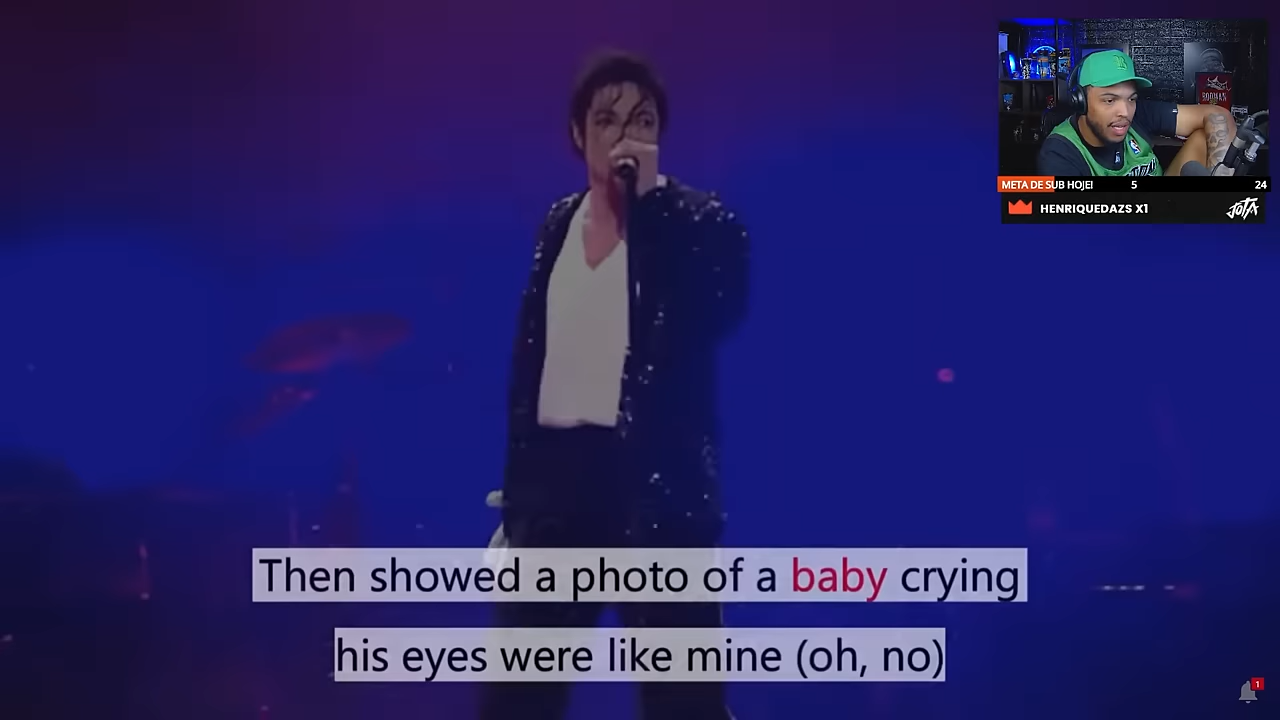 META DE SUB HOJE! 5 24
HENRIQUEDAZS X1 JOTA
Then showed a photo of a baby crying
his eyes were like mine (oh, no)
1